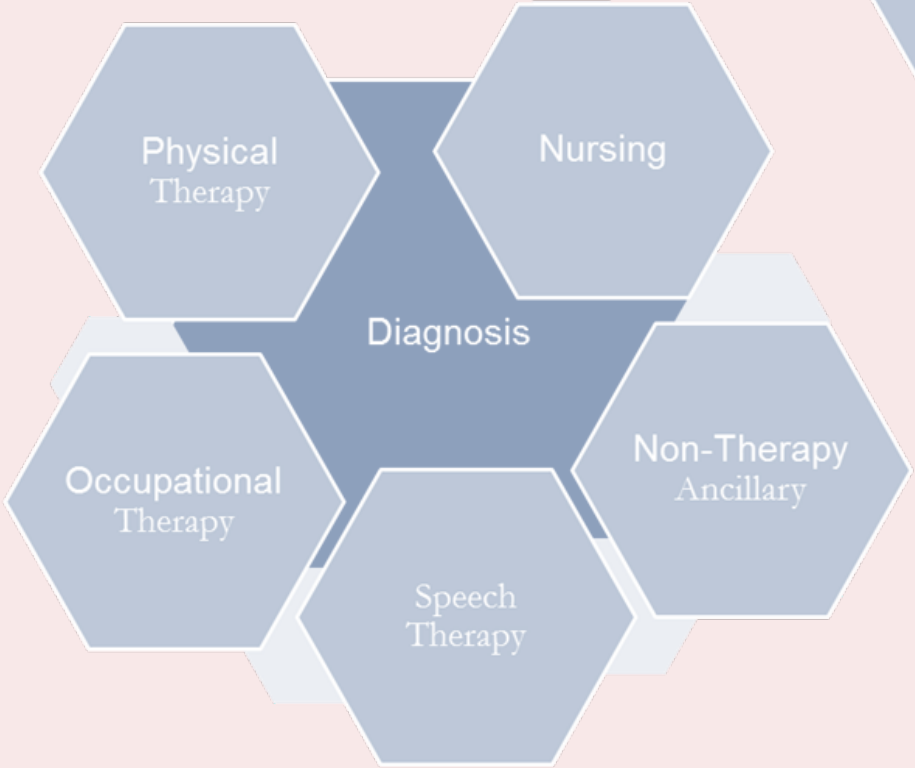 Physical
Therapy
Nursing
Diagnosis
Non-Therapy
Ancillary
Occupational
Therapy
Speech
Therapy